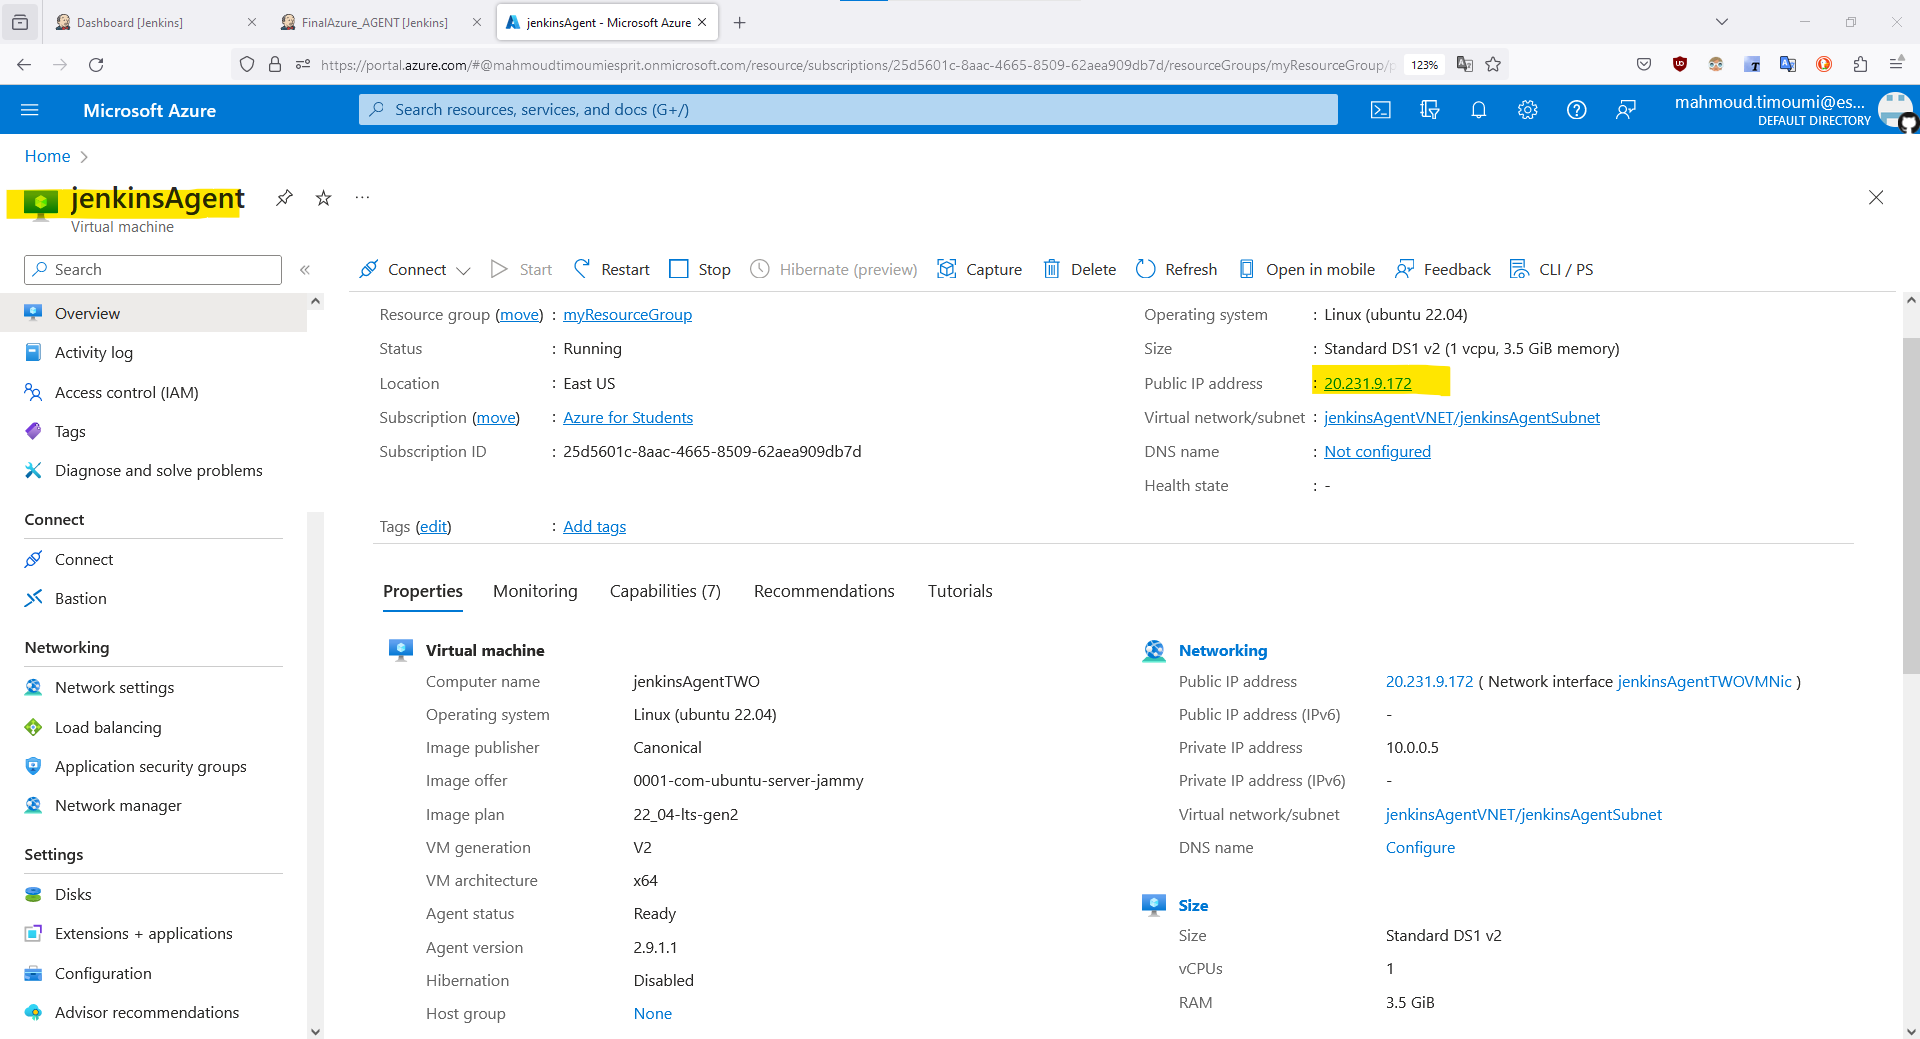 Dashboard [Jenkins]
FinalAzure_AGENT [Jenkins]
jenkinsAgent - Microsoft Azure
https://portal.azure.com/#@mahmoudtimoumiesprit.onmicrosoft.com/resource/subscriptions/25d5601c-8aac-4665-8509-62aea909db7d/resourceGroups/myResourceGroup/
123%
Microsoft Azure
Search resources, services, and docs (G+/)
mahmoud.timoumi@es...
DEFAULT DIRECTORY
Home
jenkinsAgent
Virtual machine
Search
Connect
Start
Restart
Stop
Hibernate (preview)
Capture
Delete
Refresh
Open in mobile
Feedback
CLI / PS
Overview
Activity log
Access control (IAM)
Tags
Diagnose and solve problems
Connect
Connect
Bastion
Networking
Network settings
Load balancing
Application security groups
Network manager
Settings
Disks
Extensions + applications
Configuration
Advisor recommendations
Resource group (move) : myResourceGroup
Status : Running
Location : East US
Subscription (move) : Azure for Students
Subscription ID : 25d5601c-8aac-4665-8509-62aea909db7d
Operating system : Linux (ubuntu 22.04)
Size : Standard DS1 v2 (1 vcpu, 3.5 GiB memory)
Public IP address : 20.231.9.172
Virtual network/subnet : jenkinsAgentVNET/jenkinsAgentSubnet
DNS name : Not configured
Health state : -
Tags (edit) : Add tags
Properties
Monitoring
Capabilities (7)
Recommendations
Tutorials
Virtual machine
Computer name jenkinsAgentTWO
Operating system Linux (ubuntu 22.04)
Image publisher Canonical
Image offer 0001-com-ubuntu-server-jammy
Image plan 22_04-lts-gen2
VM generation V2
VM architecture x64
Agent status Ready
Agent version 2.9.1.1
Hibernation Disabled
Host group None
Networking
Public IP address 20.231.9.172 ( Network interface jenkinsAgentTWOVMNic )
Public IP address (IPv6) -
Private IP address 10.0.0.5
Private IP address (IPv6) -
Virtual network/subnet jenkinsAgentVNET/jenkinsAgentSubnet
DNS name Configure
Size
Size Standard DS1 v2
vCPUs 1
RAM 3.5 GiB